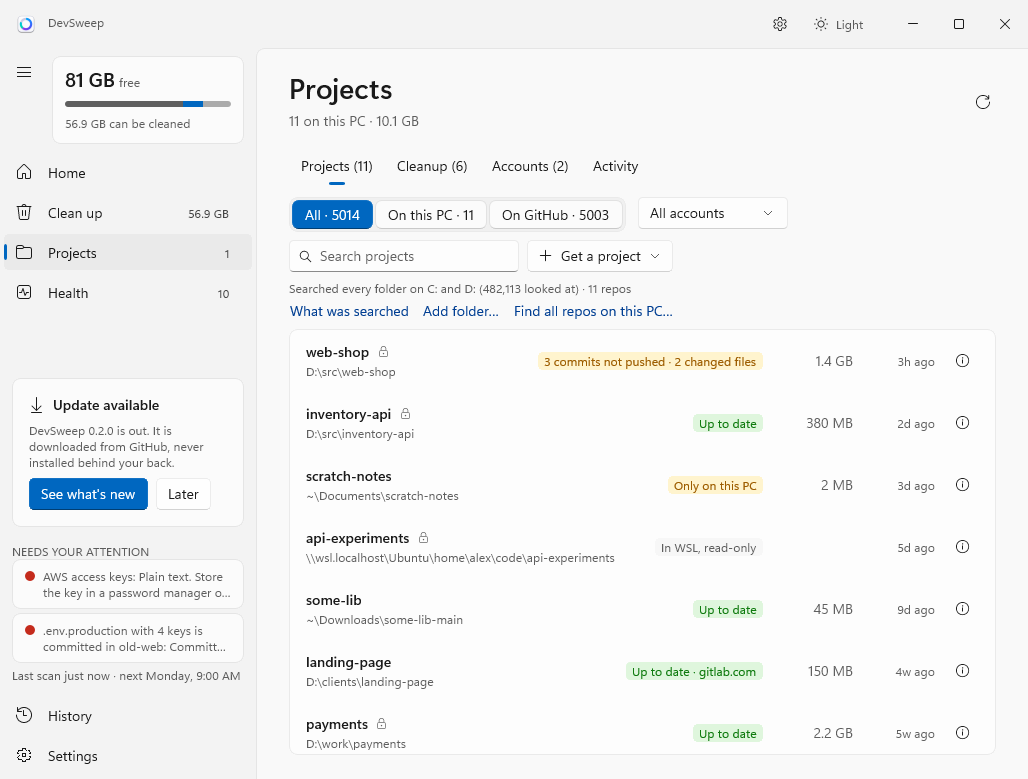 DevSweep
Light
81 GB free
56.9 GB can be cleaned
Home
Clean up 56.9 GB
Projects 1
Health 10
Update available
DevSweep 0.2.0 is out. It is
downloaded from GitHub, never
installed behind your back.
See what's new Later
NEEDS YOUR ATTENTION
AWS access keys: Plain text. Store
the key in a password manager o...
.env.production with 4 keys is
committed in old-web: Committ...
Last scan just now · next Monday, 9:00 AM
History
Settings
Projects
11 on this PC · 10.1 GB
Projects (11) Cleanup (6) Accounts (2) Activity
All · 5014 On this PC · 11 On GitHub · 5003 All accounts
Search projects Get a project
Searched every folder on C: and D: (482,113 looked at) · 11 repos
What was searched Add folder... Find all repos on this PC...
web-shop 3 commits not pushed · 2 changed files 1.4 GB 3h ago
D:\src\web-shop
inventory-api Up to date 380 MB 2d ago
D:\src\inventory-api
scratch-notes Only on this PC 2 MB 3d ago
~\Documents\scratch-notes
api-experiments In WSL, read-only 5d ago
\\wsl.localhost\Ubuntu\home\alex\code\api-experiments
some-lib Up to date 45 MB 9d ago
~\Downloads\some-lib-main
landing-page Up to date · gitlab.com 150 MB 4w ago
D:\clients\landing-page
payments Up to date 2.2 GB 5w ago
D:\work\payments